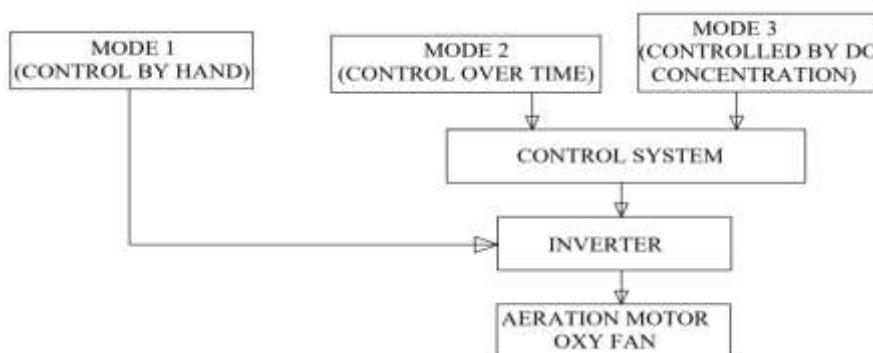 MODE 1
(CONTROL BY HAND)
MODE 2
(CONTROL OVER TIME)
MODE 3
(CONTROLLED BY DO
CONCENTRATION)
CONTROL SYSTEM
INVERTER
AERATION MOTOR
OXY FAN